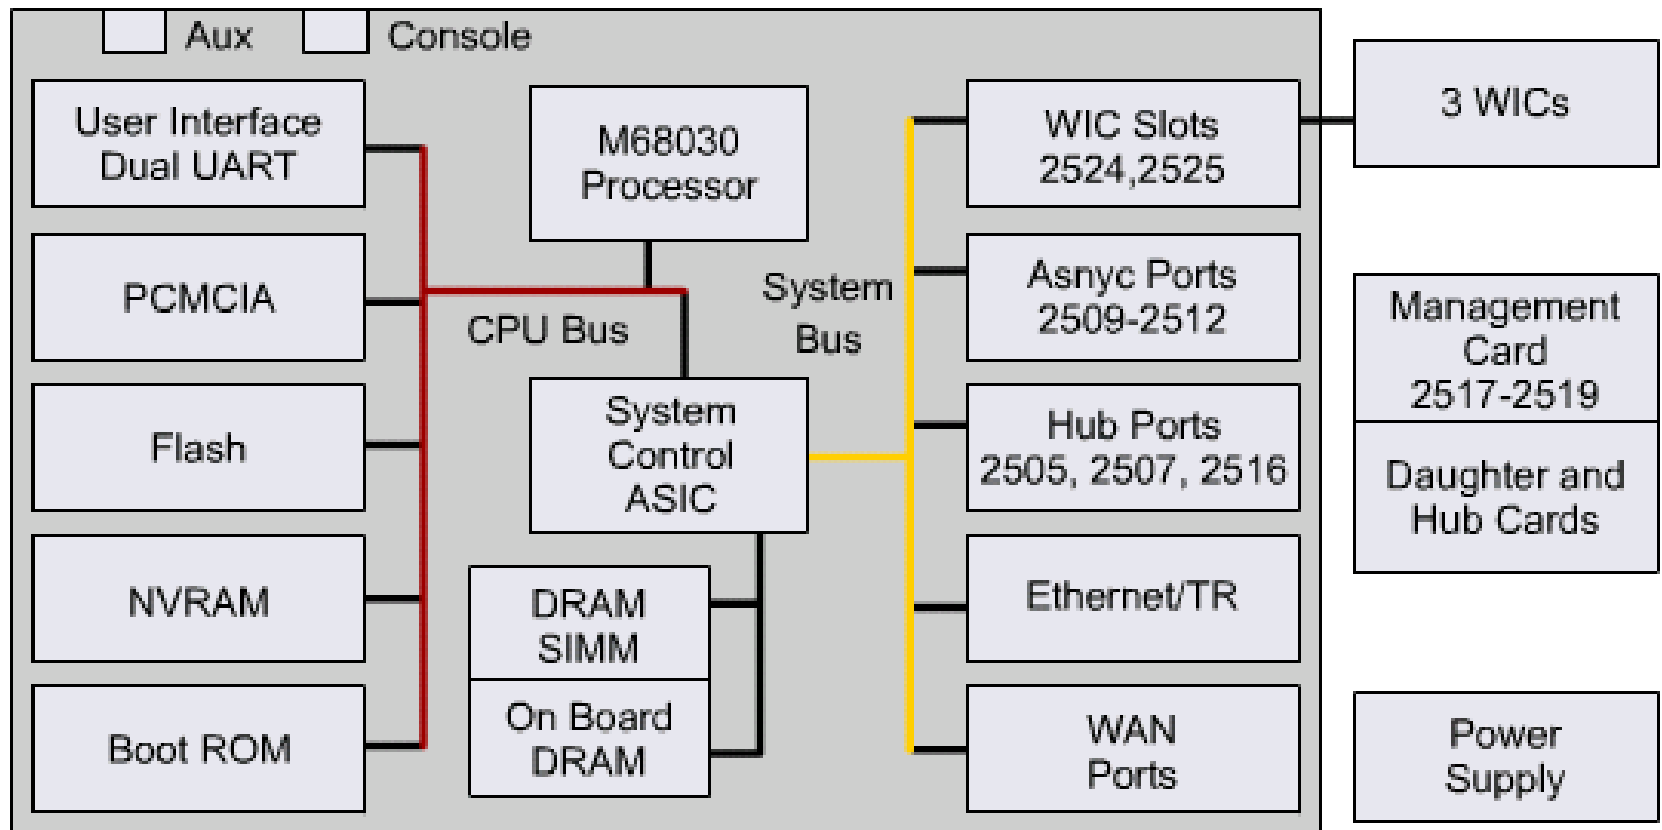 Aux
Console
User Interface
Dual UART
PCMCIA
Flash
NVRAM
Boot ROM
M68030
Processor
CPU Bus
System
Control
ASIC
DRAM
SIMM
On Board
DRAM
System
Bus
WIC Slots
2524,2525
Asnyc Ports
2509-2512
Hub Ports
2505, 2507, 2516
Ethernet/TR
WAN
Ports
3 WICs
Management
Card
2517-2519
Daughter and
Hub Cards
Power
Supply